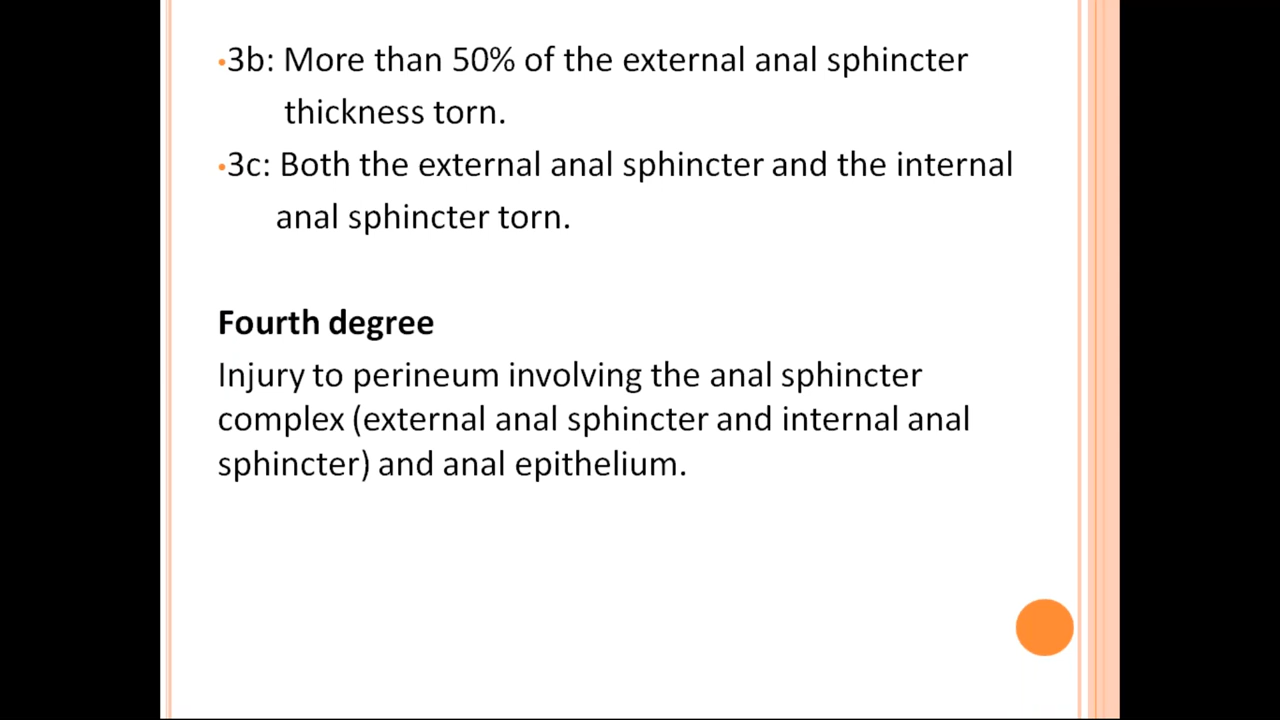 •3b: More than 50% of the external anal sphincter
thickness torn.
•3c: Both the external anal sphincter and the internal
anal sphincter torn.
Fourth degree
Injury to perineum involving the anal sphincter
complex (external anal sphincter and internal anal
sphincter) and anal epithelium.